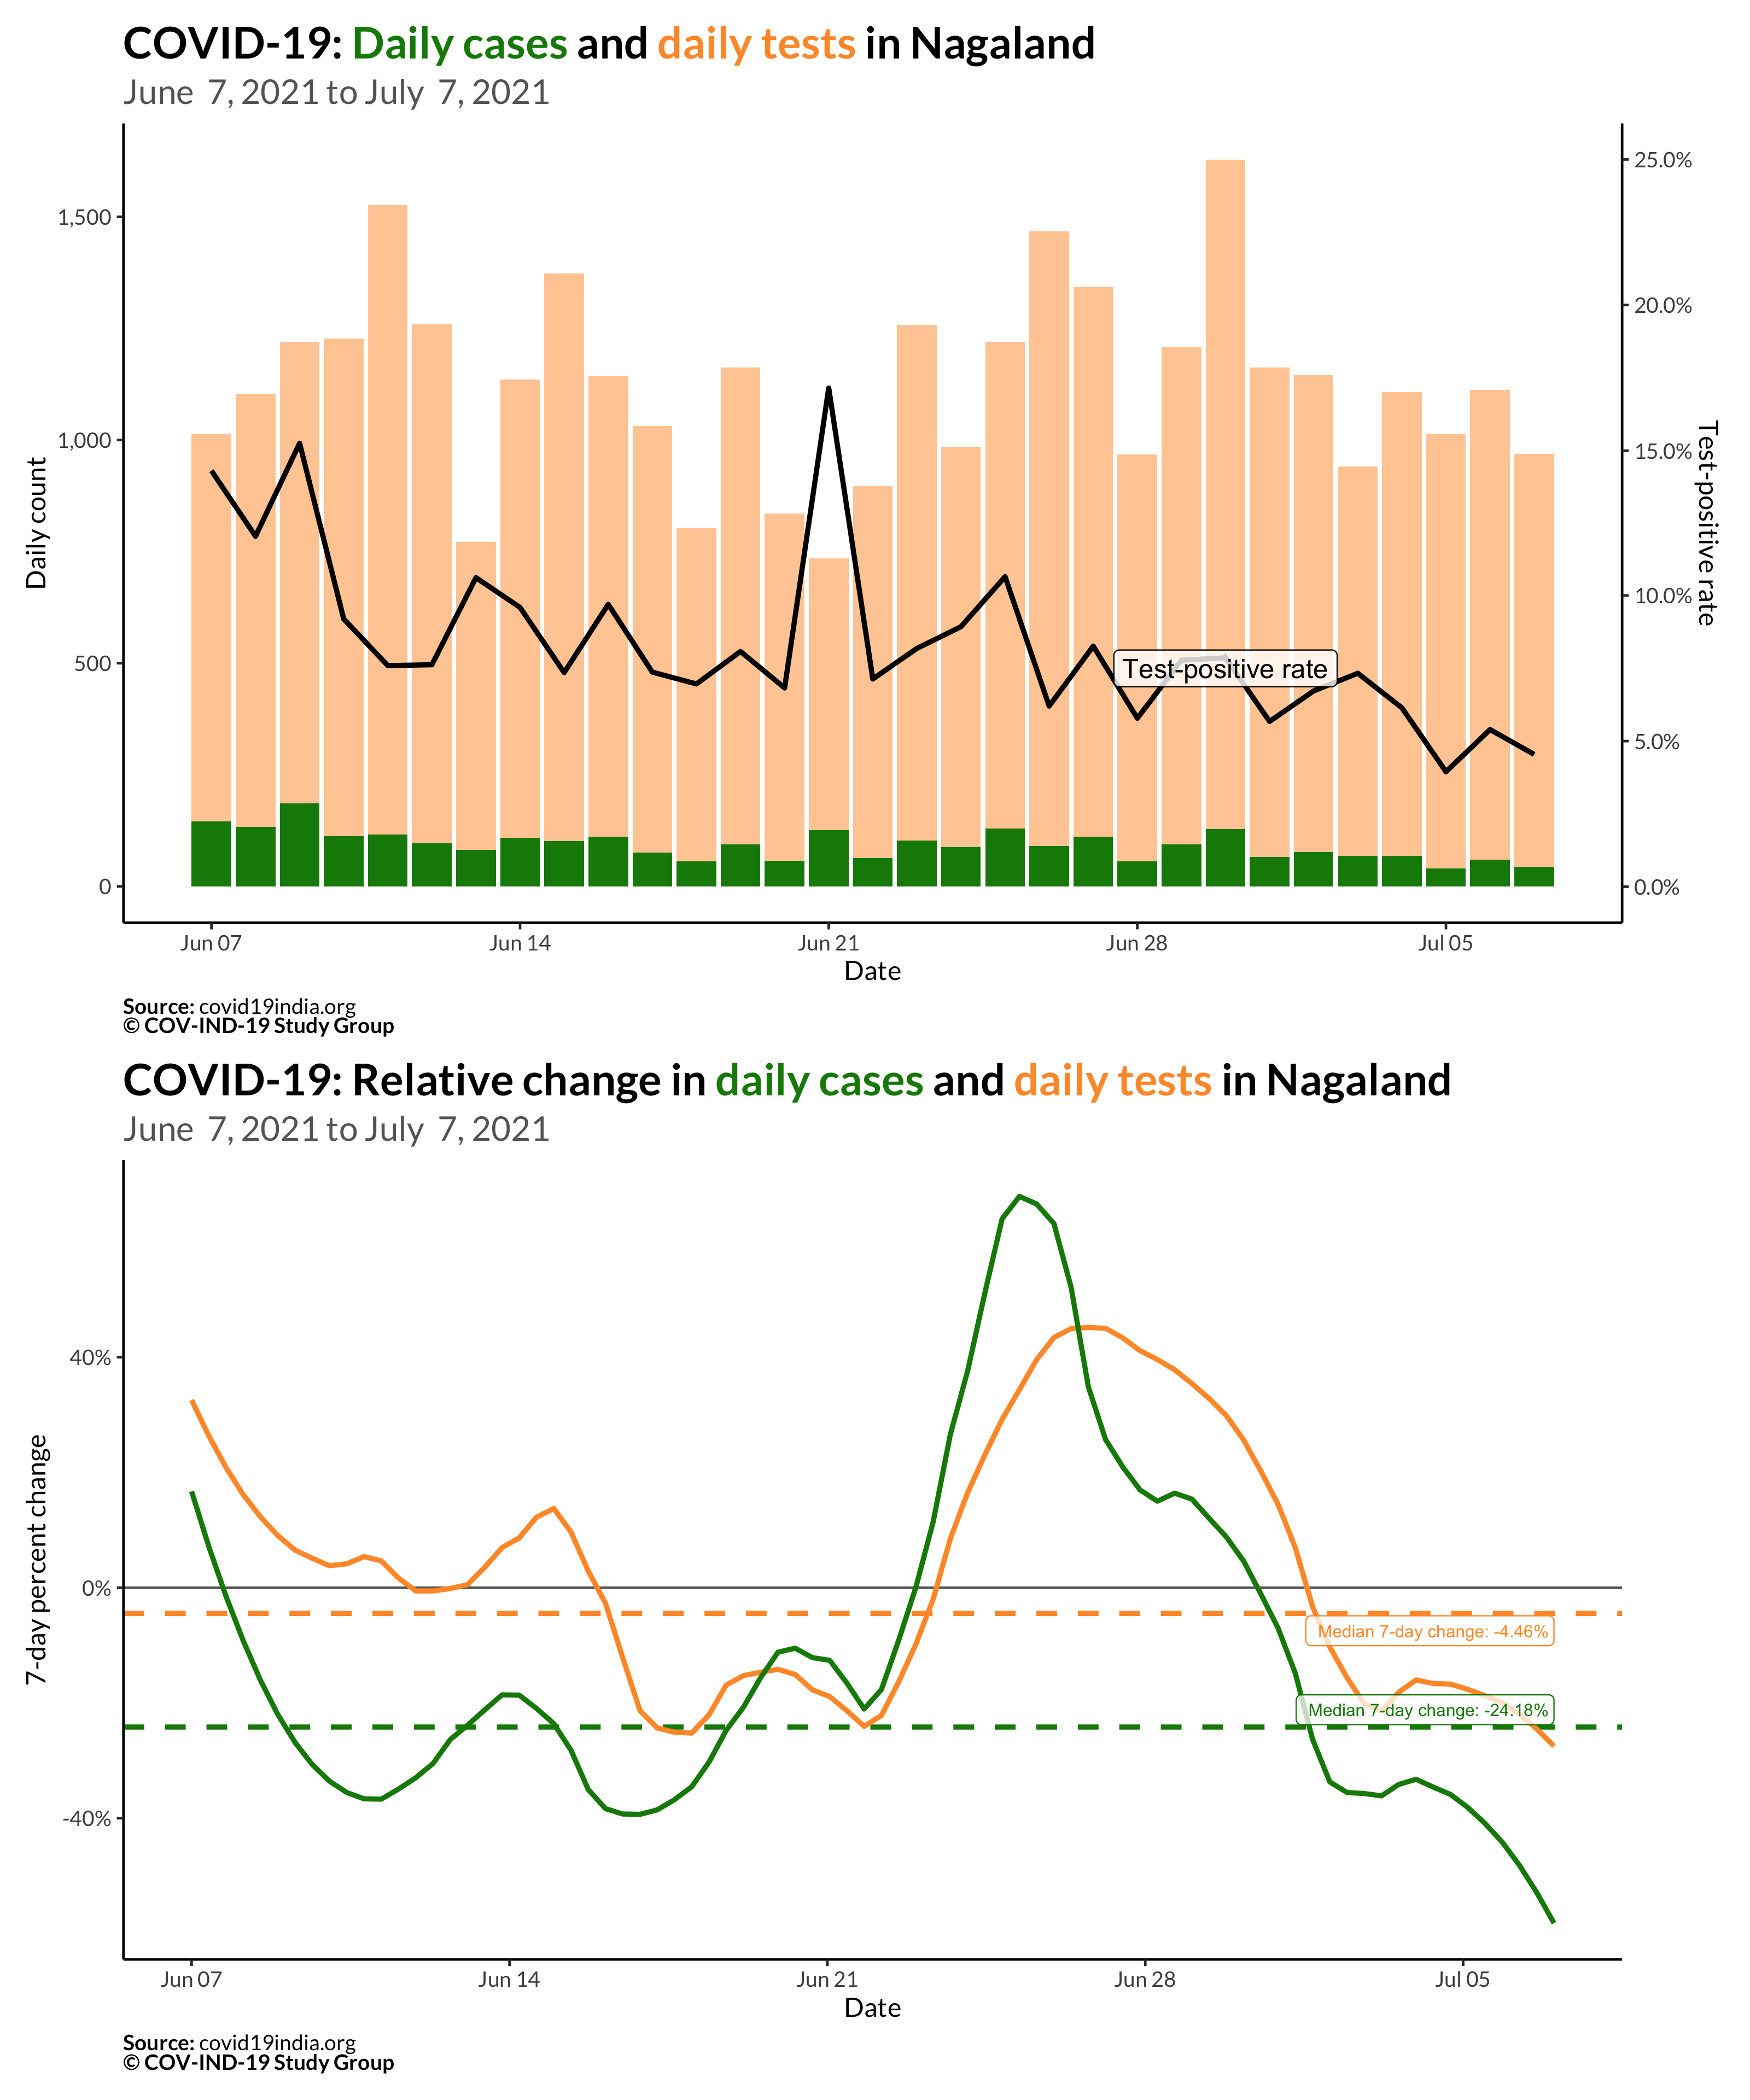 COVID-19: Daily cases and daily tests in Nagaland
June 7, 2021 to July 7, 2021
Daily count
1,500
1,000
500
0
25.0%
20.0%
15.0%
10.0%
5.0%
0.0%
Test-positive rate
Test-positive rate
Jun 07
Jun 14
Jun 21
Jun 28
Jul 05
Date
Source: covid19india.org
© COV-IND-19 Study Group
COVID-19: Relative change in daily cases and daily tests in Nagaland
June 7, 2021 to July 7, 2021
7-day percent change
40%
0%
-40%
Median 7-day change: -4.46%
Median 7-day change: -24.18%
Jun 07
Jun 14
Jun 21
Jun 28
Jul 05
Date
Source: covid19india.org
© COV-IND-19 Study Group